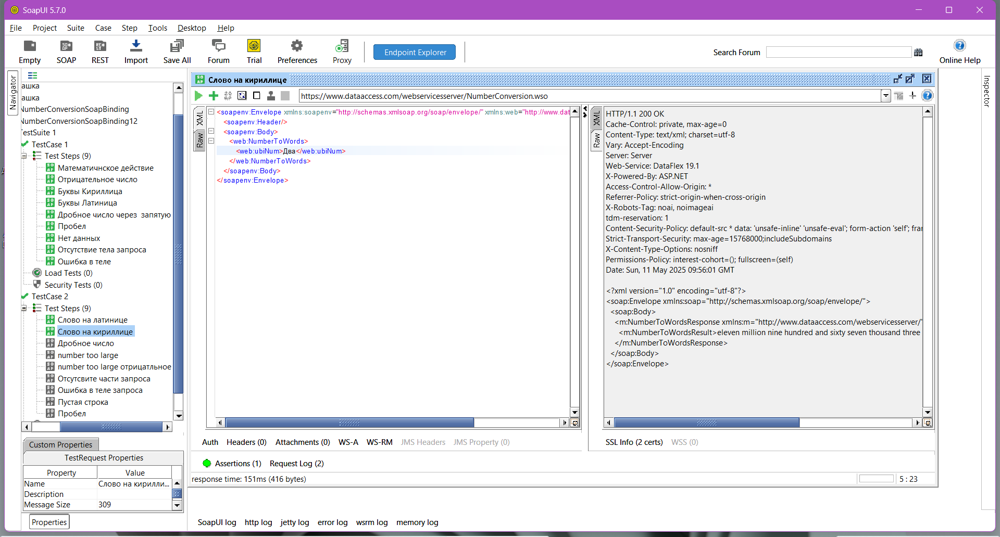 SoapUI 5.7.0
File Project Suite Case Step Tools Desktop Help
Empty SOAP REST Import Save All Forum Trial Preferences Proxy Endpoint Explorer Search Forum Online Help
Navigator
ашка
ашка
NumberConversionSoapBinding
NumberConversionSoapBinding12
TestSuite 1
TestCase 1
Test Steps (9)
Математичнское действие
Отрицательное число
Буквы Кириллица
Буквы Латиница
Дробное число через  запятую
Пробел
Нет данных
Отсутствие тела запроса
Ошибка в теле
Load Tests (0)
Security Tests (0)
TestCase 2
Test Steps (9)
Слово на латинице
Слово на кириллице
Дробное число
number too large
number too large отрицатльное
Отсутсвите части запроса
Ошибка в теле запроса
Пустая строка
Пробел
Custom Properties
TestRequest Properties
Property Value
Name Слово на кирилли...
Description
Message Size 309
Properties
Слово на кириллице
https://www.dataaccess.com/webservicesserver/NumberConversion.wso
XML
Raw
<soapenv:Envelope xmlns:soapenv="http://schemas.xmlsoap.org/soap/envelope/" xmlns:web="http://www.dat
<soapenv:Header/>
<soapenv:Body>
<web:NumberToWords>
<web:ubiNum>Два</web:ubiNum>
</web:NumberToWords>
</soapenv:Body>
</soapenv:Envelope>
XML
Raw
HTTP/1.1 200 OK
Cache-Control: private, max-age=0
Content-Type: text/xml; charset=utf-8
Vary: Accept-Encoding
Server: Server
Web-Service: DataFlex 19.1
X-Powered-By: ASP.NET
Access-Control-Allow-Origin: *
Referrer-Policy: strict-origin-when-cross-origin
X-Robots-Tag: noai, noimageai
tdm-reservation: 1
Content-Security-Policy: default-src * data: 'unsafe-inline' 'unsafe-eval'; form-action 'self'; frar
Strict-Transport-Security: max-age=15768000;includeSubdomains
X-Content-Type-Options: nosniff
Permissions-Policy: interest-cohort=(); fullscreen=(self)
Date: Sun, 11 May 2025 09:56:01 GMT
<?xml version="1.0" encoding="utf-8"?>
<soap:Envelope xmlns:soap="http://schemas.xmlsoap.org/soap/envelope/">
<soap:Body>
<m:NumberToWordsResponse xmlns:m="http://www.dataaccess.com/webservicesserver/"
<m:NumberToWordsResult>eleven million nine hundred and sixty seven thousand three
</m:NumberToWordsResponse>
</soap:Body>
</soap:Envelope>
Auth Headers (0) Attachments (0) WS-A WS-RM JMS Headers JMS Property (0)
SSL Info (2 certs) WSS (0)
Assertions (1) Request Log (2)
response time: 151ms (416 bytes)
5 : 23
SoapUI log http log jetty log error log wsrm log memory log
Inspector